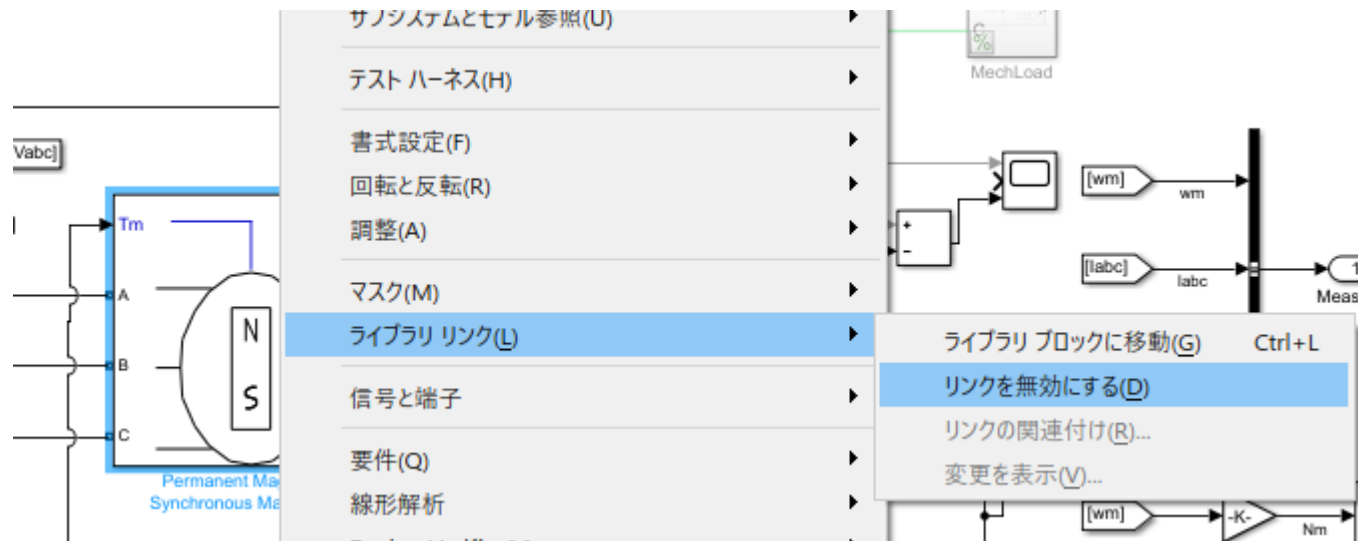 サブシステムとモデル参照(U)
テスト ハーネス(H)
書式設定(F)
回転と反転(R)
調整(A)
マスク(M)
ライブラリ リンク(L)
信号と端子
要件(Q)
線形解析
ライブラリ ブロックに移動(G) Ctrl+L
リンクを無効にする(D)
リンクの関連付け(R)...
変更を表示(V)...
Vabc]
Tm
A
B
C
N
S
Permanent Ma
Synchronous Ma
%
MechLoad
+
-
[wm]
wm
[Iabc]
Iabc
1
Meas
[wm]
-K-
Nm